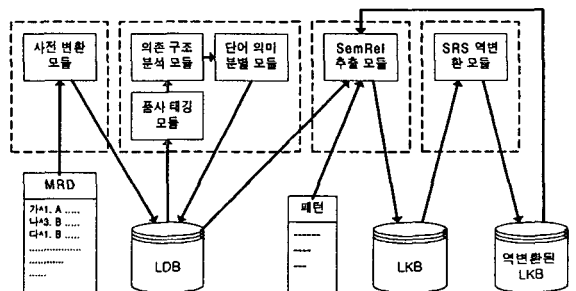 사전 변환
모듈
의존 구조
분석 모듈
단어 의미
분별 모듈
품사 태깅
모듈
SemRel
추출 모듈
SRS 역변
환 모듈
MRD
가^1. A .....
나^3. B .....
다^1. B .....
LDB
패턴
LKB
역변환된
LKB